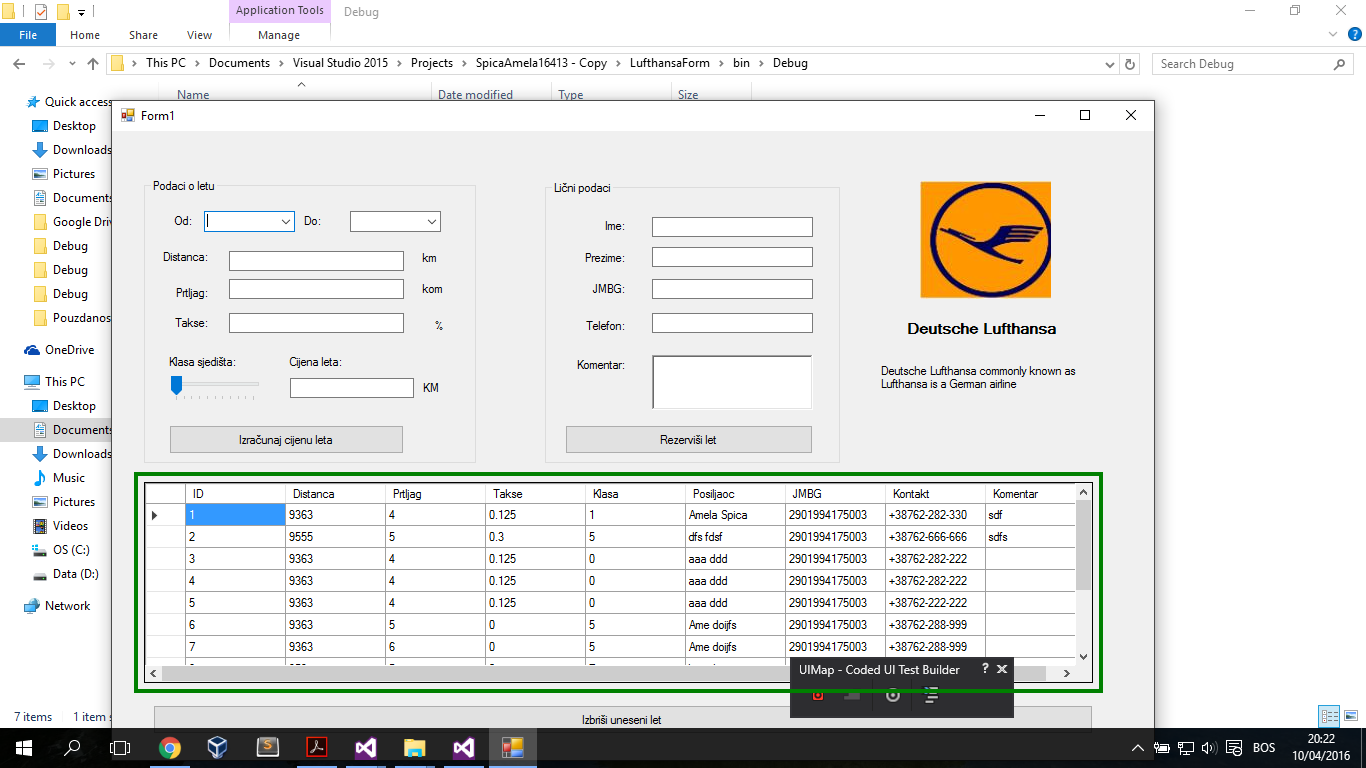 Application Tools Debug
File Home Share View Manage
This PC Documents Visual Studio 2015 Projects SpicaAmela16413 - Copy LufthansaForm bin Debug Search Debug
Name Date modified Type Size
Quick access
Desktop
Downloads
Pictures
Documents
Google Driv
Debug
Debug
Debug
Pouzdanos
OneDrive
This PC
Desktop
Documents
Downloads
Music
Pictures
Videos
OS (C:)
Data (D:)
Network
7 items 1 item s
Form1
Podaci o letu
Od: Do:
Distanca: km
Prtljag: kom
Takse: %
Klasa sjedišta: Cijena leta:
KM
Izračunaj cijenu leta
Lični podaci
Ime:
Prezime:
JMBG:
Telefon:
Komentar:
Rezerviši let
Deutsche Lufthansa
Deutsche Lufthansa commonly known as
Lufthansa is a German airline
ID Distanca Prtljag Takse Klasa Posiljaoc JMBG Kontakt Komentar
1 9363 4 0.125 1 Amela Spica 2901994175003 +38762-282-330 sdf
2 9555 5 0.3 5 dfs fdsf 2901994175003 +38762-666-666 sdfs
3 9363 4 0.125 0 aaa ddd 2901994175003 +38762-282-222
4 9363 4 0.125 0 aaa ddd 2901994175003 +38762-282-222
5 9363 4 0.125 0 aaa ddd 2901994175003 +38762-222-222
6 9363 5 0 5 Ame doijfs 2901994175003 +38762-288-999
7 9363 6 0 5 Ame doijfs 2901994175003 +38762-288-999
UIMap - Coded UI Test Builder ?
Izbriši uneseni let
BOS
20:22
10/04/2016